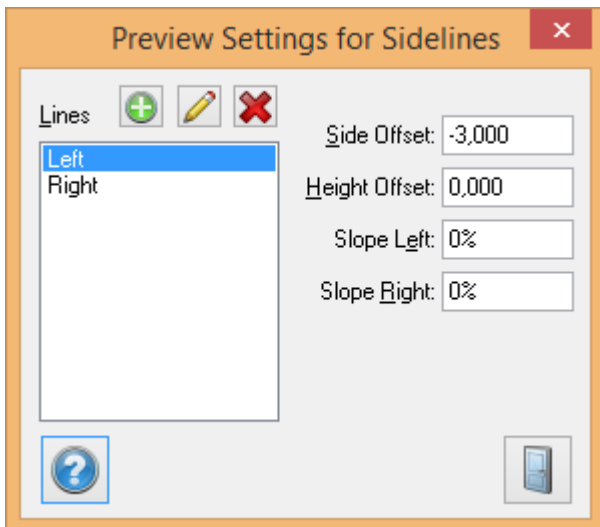 Preview Settings for Sidelines
Lines
Left
Right
Side Offset: -3,000
Height Offset: 0,000
Slope Left: 0%
Slope Right: 0%